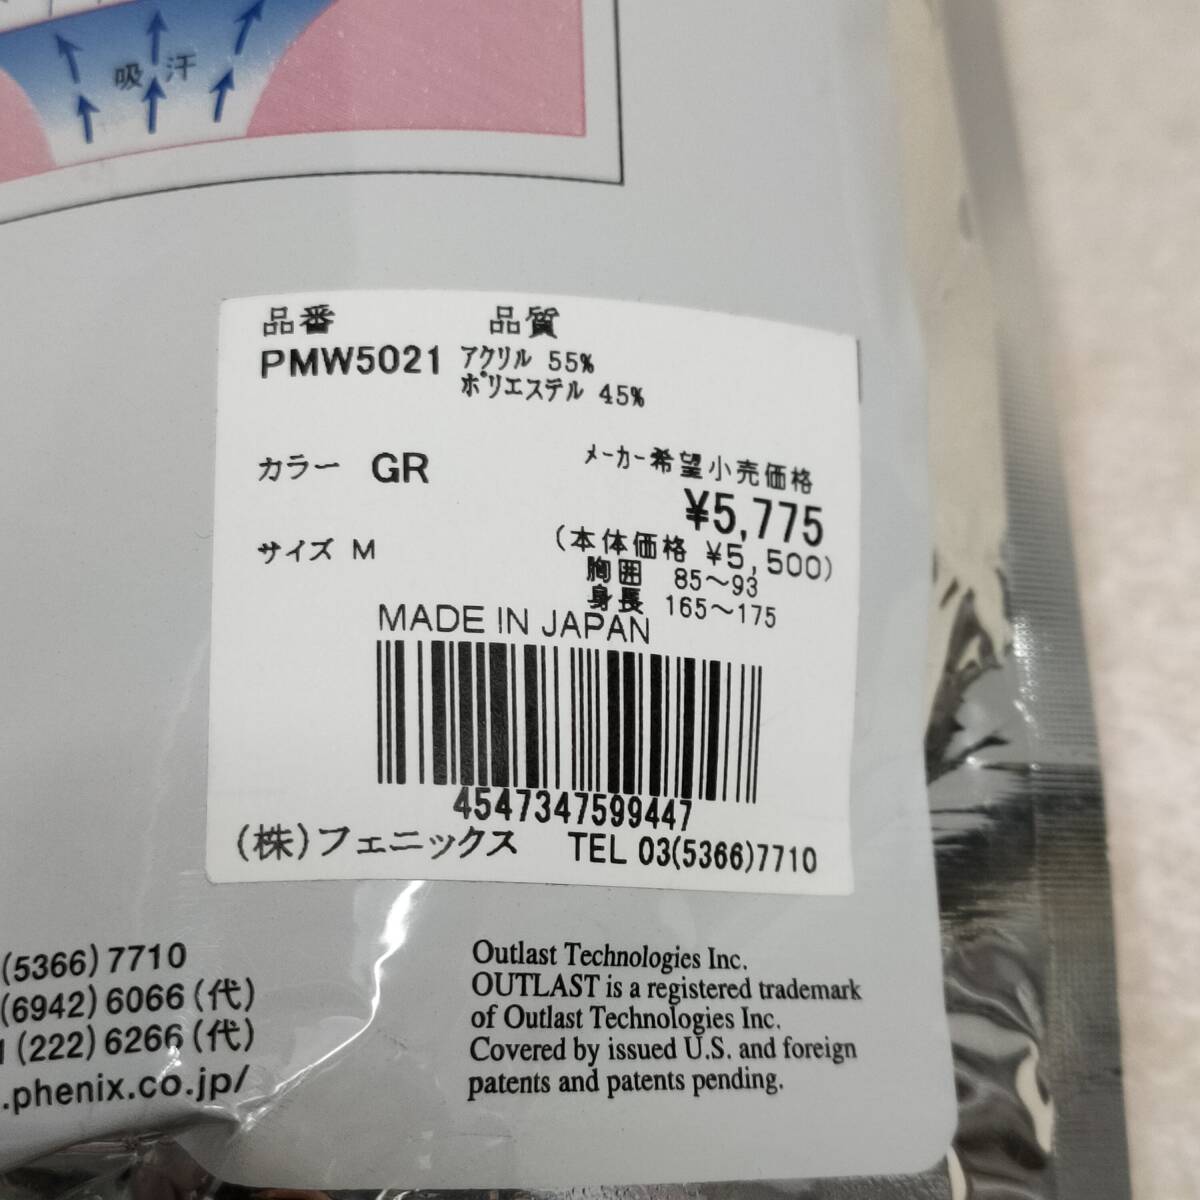 吸汗
品番 品質
PMW5021 アクリル 55%
ポリエステル 45%
カラー GR
メーカー希望小売価格
¥5,775
サイズ M
(本体価格 ¥5,500)
胸囲 85〜93
身長 165〜175
MADE IN JAPAN
4547347599447
(株)フェニックス TEL 03(5366)7710
(5366)7710
(6942)6066(代)
(222)6266(代)
.phenix.co.jp/
Outlast Technologies Inc.
OUTLAST is a registered trademark
of Outlast Technologies Inc.
Covered by issued U.S. and foreign
patents and patents pending.